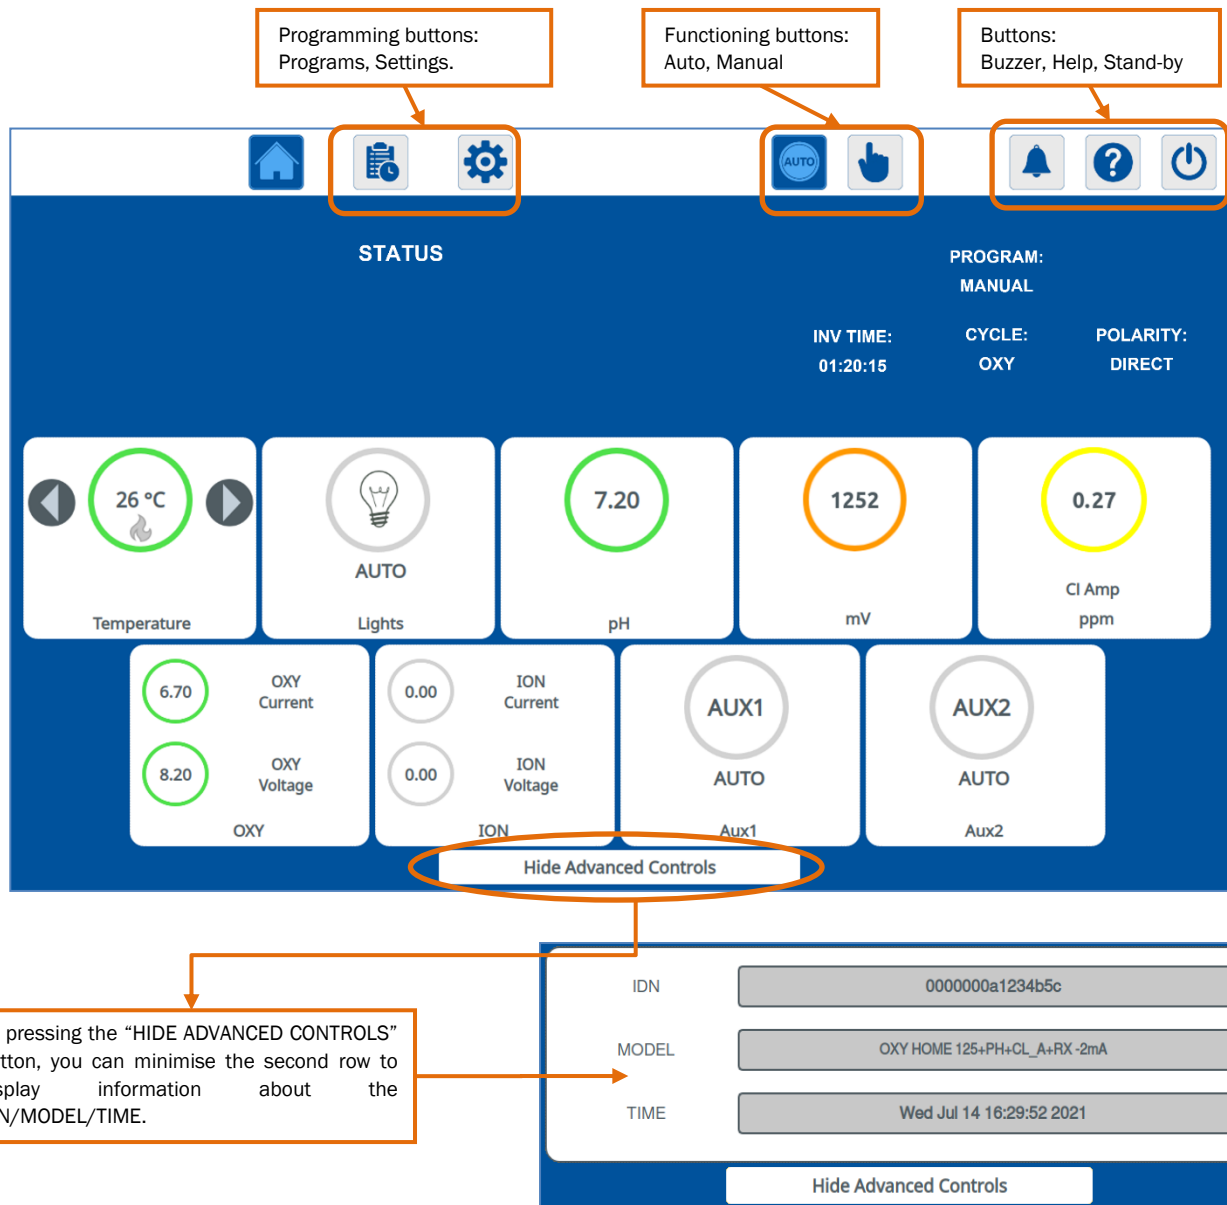 Programming buttons:
Programs, Settings.
Functioning buttons:
Auto, Manual
Buttons:
Buzzer, Help, Stand-by
AUTO
?
STATUS
PROGRAM:
MANUAL
INV TIME:
01:20:15
CYCLE:
OXY
POLARITY:
DIRECT
26 °C
Temperature
AUTO
Lights
7.20
pH
1252
mV
0.27
Cl Amp
ppm
6.70
OXY
Current
8.20
OXY
Voltage
OXY
0.00
ION
Current
0.00
ION
Voltage
ION
AUX1
AUTO
Aux1
AUX2
AUTO
Aux2
Hide Advanced Controls
pressing the “HIDE ADVANCED CONTROLS”
tton, you can minimise the second row to
splay information about the
N/MODEL/TIME.
IDN
0000000a1234b5c
MODEL
OXY HOME 125+PH+CL_A+RX -2mA
TIME
Wed Jul 14 16:29:52 2021
Hide Advanced Controls